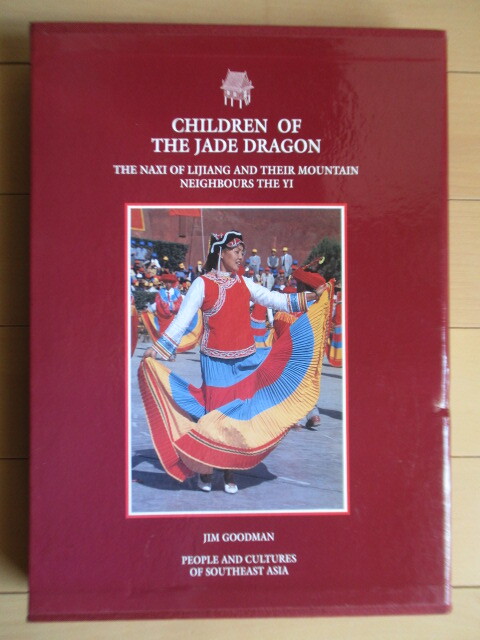 CHILDREN OF
THE JADE DRAGON
THE NAXI OF LIJIANG AND THEIR MOUNTAIN
NEIGHBOURS THE YI
JIM GOODMAN
PEOPLE AND CULTURES
OF SOUTHEAST ASIA